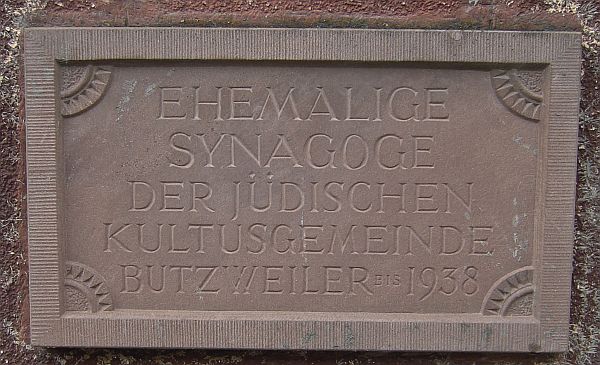 EHEMALIGE
SYNAGOGE
DER JÜDISCHEN
KULTUSGEMEINDE
BUTZWEILER BIS 1938